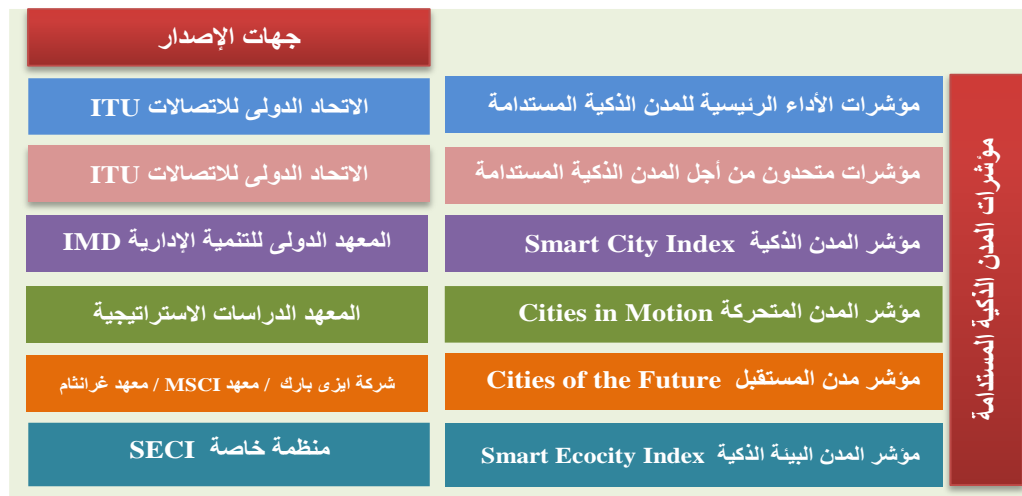 جهات الإصدار
مؤشرات المدن الذكية المستدامة
مؤشرات الأداء الرئيسية للمدن الذكية المستدامة
الاتحاد الدولى للاتصالات ITU
مؤشرات متحدون من أجل المدن الذكية المستدامة
الاتحاد الدولى للاتصالات ITU
مؤشر المدن الذكية Smart City Index
المعهد الدولى للتنمية الإدارية IMD
مؤشر المدن المتحركة Cities in Motion
المعهد الدراسات الاستراتيجية
مؤشر مدن المستقبل Cities of the Future
شركة ايزى بارك / معهد MSCI / معهد غرانثام
مؤشر المدن البيئة الذكية Smart Ecocity Index
منظمة خاصة SECI